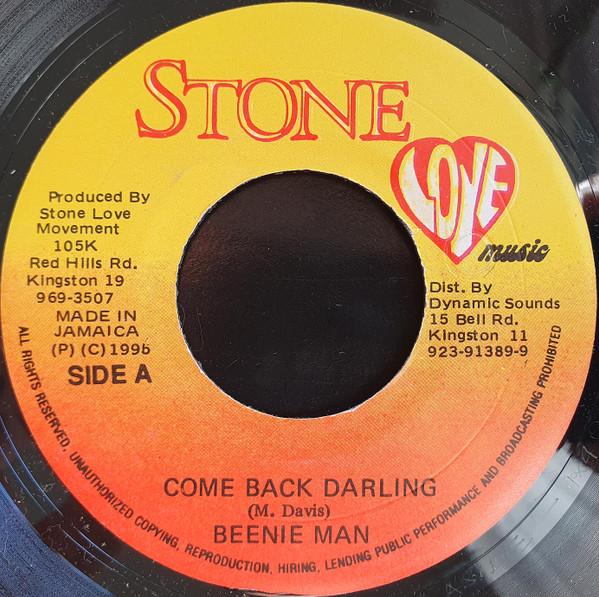 STONE
LOVE
music
Produced By
Stone Love
Movement
105K
Red Hills Rd.
Kingston 19
969-3507
MADE IN
JAMAICA
(P) (C) 1995
SIDE A
Dist. By
Dynamic Sounds
15 Bell Rd.
Kingston 11
923-91389-9
COME BACK DARLING
(M. Davis)
BEENIE MAN
ALL RIGHTS RESERVED, UNAUTHORIZED COPYING, REPRODUCTION, HIRING, LENDING PUBLIC PERFORMANCE AND BROADCASTING PROHIBITED